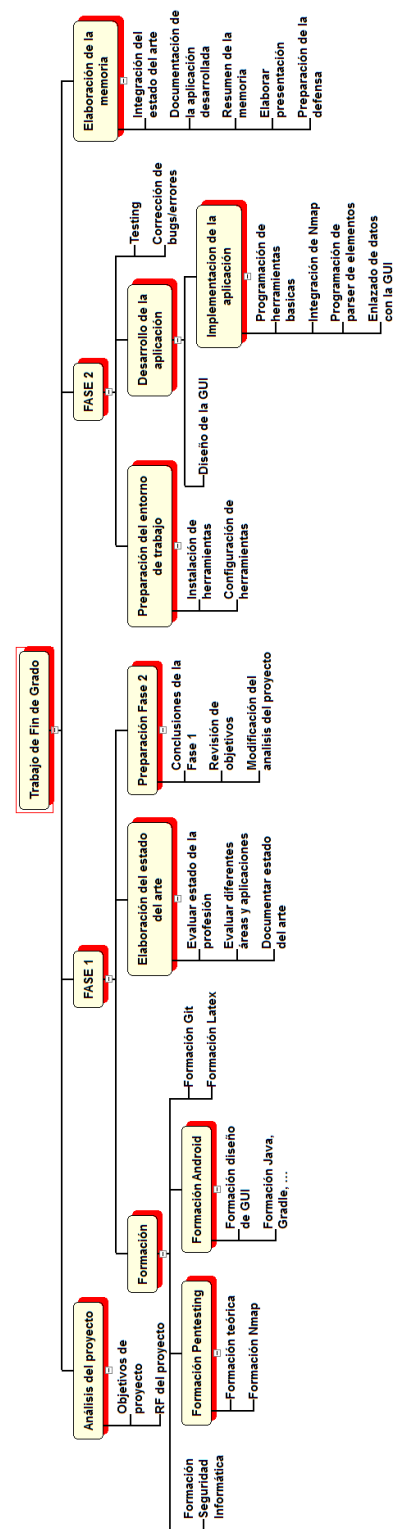 Trabajo de Fin de Grado
Análisis del proyecto
Objetivos de
proyecto
RF del proyecto
FASE 1
Formación
Formación
Seguridad
Informática
Formación Pentesting
Formación teórica
Formación Nmap
Formación Android
Formación diseño
de GUI
Formación Java,
Gradle, ...
Formación Git
Formación Latex
Elaboración del estado
del arte
Evaluar estado de la
profesión
Evaluar diferentes
áreas y aplicaciones
Documentar estado
del arte
Preparación Fase 2
Conclusiones de la
Fase 1
Revisión de
objetivos
Modificación del
analisis del proyecto
FASE 2
Preparación del entorno
de trabajo
Instalación de
herramientas
Configuración de
herramientas
Desarrollo de la
aplicación
Diseño de la GUI
Implementacion de la
aplicación
Programación de
herramientas
basicas
Integración de Nmap
Programación de
parser de elementos
Enlazado de datos
con la GUI
Testing
Corrección de
bugs/errores
Elaboración de la
memoria
Integración del
estado del arte
Documentación de
la aplicación
desarrollada
Resumen de la
memoria
Elaborar
presentación
Preparación de la
defensa